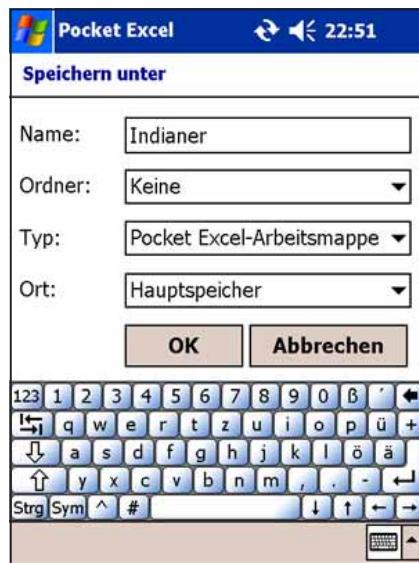 Pocket Excel 22:51
Speichern unter
Name: Indianer
Ordner: Keine
Typ: Pocket Excel-Arbeitsmappe
Ort: Hauptspeicher
OK Abbrechen
123 1 2 3 4 5 6 7 8 9 0 ß ´
q w e r t z u i o p ü +
a s d f g h j k l ö ä
y x c v b n m , . -
Strg Sym ^ #